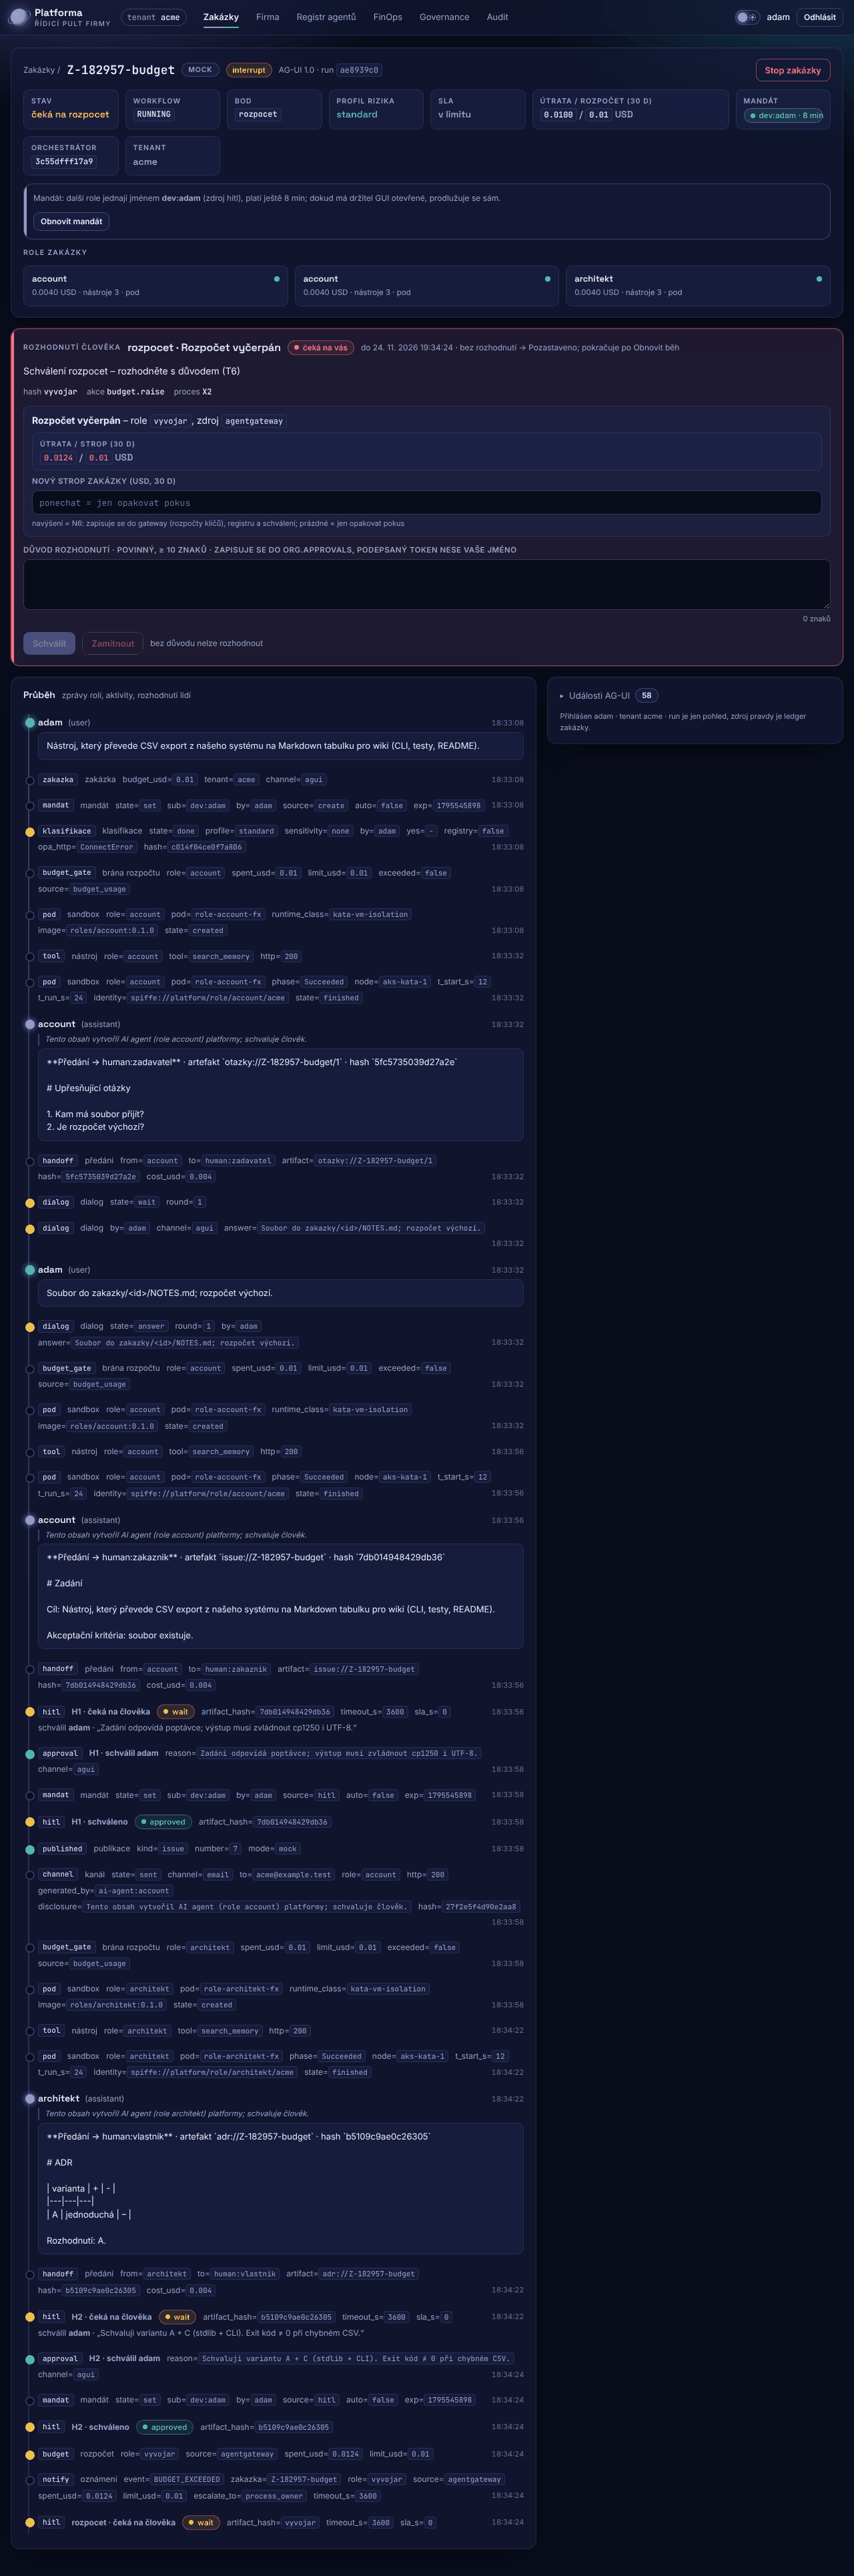 Platforma
ŘÍDICÍ PULT FIRMY
tenant acme
Zakázky Firma Registr agentů FinOps Governance Audit
adam Odhlásit
Zakázky / Z-182957-budget MOCK interrupt AG-UI 1.0 · run ae8939c0 Stop zakázky
STAV
čeká na rozpocet
WORKFLOW
RUNNING
BOD
rozpocet
PROFIL RIZIKA
standard
SLA
v limitu
ÚTRATA / ROZPOČET (30 D)
0.0100 / 0.01 USD
MANDÁT
dev:adam · 8 min
ORCHESTRÁTOR
3c55dfff17a9
TENANT
acme
Mandát: další role jednají jménem dev:adam (zdroj hitl), platí ještě 8 min; dokud má držitel GUI otevřené, prodlužuje se sám.
Obnovit mandát
ROLE ZAKÁZKY
account
0.0040 USD · nástroje 3 · pod
account
0.0040 USD · nástroje 3 · pod
architekt
0.0040 USD · nástroje 3 · pod
ROZHODNUTÍ ČLOVĚKA rozpocet · Rozpočet vyčerpán čeká na vás do 24. 11. 2026 19:34:24 · bez rozhodnutí → Pozastaveno; pokračuje po Obnovit běh
Schválení rozpočet – rozhodněte s důvodem (T6)
hash vyvojar akce budget.raise proces X2
Rozpočet vyčerpán – role vyvojar , zdroj agentgateway
ÚTRATA / STROP (30 D)
0.0124 / 0.01 USD
NOVÝ STROP ZAKÁZKY (USD, 30 D)
ponechat = jen opakovat pokus
navýšení = N6: zapisuje se do gateway (rozpočty klíčů), registru a schválení; prázdné = jen opakovat pokus
DŮVOD ROZHODNUTÍ · POVINNÝ, ≥ 10 ZNAKŮ · ZAPISUJE SE DO ORG.APPROVALS, PODEPSANÝ TOKEN NESE VAŠE JMÉNO
0 znaků
Schválit Zamítnout bez důvodu nelze rozhodnout
Průběh zprávy rolí, aktivity, rozhodnutí lidí
adam (user) 18:33:08
Nástroj, který převede CSV export z našeho systému na Markdown tabulku pro wiki (CLI, testy, README).
zakazka zakázka budget_usd= 0.01 tenant= acme channel= agui 18:33:08
mandat mandát state= set sub= dev:adam by= adam source= create auto= false exp= 1795545898 18:33:08
klasifikace klasifikace state= done profile= standard sensitivity= none by= adam yes= - registry= false
opa_http= ConnectError hash= c014f04ce0f7a806 18:33:08
budget_gate brána rozpočtu role= account spent_usd= 0.01 limit_usd= 0.01 exceeded= false
source= budget_usage 18:33:08
pod sandbox role= account pod= role-account-fx runtime_class= kata-vm-isolation
image= roles/account:0.1.0 state= created 18:33:08
tool nástroj role= account tool= search_memory http= 200 18:33:32
pod sandbox role= account pod= role-account-fx phase= Succeeded node= aks-kata-1 t_start_s= 12
t_run_s= 24 identity= spiffe://platform/role/account/acme state= finished 18:33:32
account (assistant) 18:33:32
Tento obsah vytvořil AI agent (role account) platformy; schvaluje člověk.
**Předání → human:zadavatel** · artefakt `otazky://Z-182957-budget/1` · hash `5fc5735039d27a2e`
# Upřesňující otázky
1. Kam má soubor přijít?
2. Je rozpočet výchozí?
handoff předání from= account to= human:zadavatel artifact= otazky://Z-182957-budget/1
hash= 5fc5735039d27a2e cost_usd= 0.004 18:33:32
dialog dialog state= wait round= 1 18:33:32
dialog dialog by= adam channel= agui answer= Soubor do zakazky/<id>/NOTES.md; rozpočet výchozí.
18:33:32
adam (user) 18:33:32
Soubor do zakazky/<id>/NOTES.md; rozpočet výchozí.
dialog dialog state= answer round= 1 by= adam
answer= Soubor do zakazky/<id>/NOTES.md; rozpočet výchozí. 18:33:32
budget_gate brána rozpočtu role= account spent_usd= 0.01 limit_usd= 0.01 exceeded= false
source= budget_usage 18:33:32
pod sandbox role= account pod= role-account-fx runtime_class= kata-vm-isolation
image= roles/account:0.1.0 state= created 18:33:32
tool nástroj role= account tool= search_memory http= 200 18:33:56
pod sandbox role= account pod= role-account-fx phase= Succeeded node= aks-kata-1 t_start_s= 12
t_run_s= 24 identity= spiffe://platform/role/account/acme state= finished 18:33:56
account (assistant) 18:33:56
Tento obsah vytvořil AI agent (role account) platformy; schvaluje člověk.
**Předání → human:zakaznik** · artefakt `issue://Z-182957-budget` · hash `7db014948429db36`
# Zadání
Cíl: Nástroj, který převede CSV export z našeho systému na Markdown tabulku pro wiki (CLI, testy, README).
Akceptační kritéria: soubor existuje.
handoff předání from= account to= human:zakaznik artifact= issue://Z-182957-budget
hash= 7db014948429db36 cost_usd= 0.004 18:33:56
hitl H1 · čeká na člověka wait artifact_hash= 7db014948429db36 timeout_s= 3600 sla_s= 0 18:33:56
schválil adam · „Zadání odpovídá poptávce; výstup musí zvládnout cp1250 i UTF-8.“
approval H1 · schválil adam reason= Zadání odpovídá poptávce; výstup musí zvládnout cp1250 i UTF-8.
channel= agui 18:33:58
mandat mandát state= set sub= dev:adam by= adam source= hitl auto= false exp= 1795545898 18:33:58
hitl H1 · schváleno approved artifact_hash= 7db014948429db36 18:33:58
published publikace kind= issue number= 7 mode= mock 18:33:58
channel kanál state= sent channel= email to= acme@example.test role= account http= 200
generated_by= ai-agent:account
disclosure= Tento obsah vytvořil AI agent (role account) platformy; schvaluje člověk. hash= 27f2e5f4d90e2aa8
18:33:58
budget_gate brána rozpočtu role= architekt spent_usd= 0.01 limit_usd= 0.01 exceeded= false
source= budget_usage 18:33:58
pod sandbox role= architekt pod= role-architekt-fx runtime_class= kata-vm-isolation
image= roles/architekt:0.1.0 state= created 18:33:58
tool nástroj role= architekt tool= search_memory http= 200 18:34:22
pod sandbox role= architekt pod= role-architekt-fx phase= Succeeded node= aks-kata-1 t_start_s= 12
t_run_s= 24 identity= spiffe://platform/role/architekt/acme state= finished 18:34:22
architekt (assistant) 18:34:22
Tento obsah vytvořil AI agent (role architekt) platformy; schvaluje člověk.
**Předání → human:vlastnik** · artefakt `adr://Z-182957-budget` · hash `b5109c9ae0c26305`
# ADR
| varianta | + | - |
|---|---|---|
| A | jednoduchá | – |
Rozhodnutí: A.
handoff předání from= architekt to= human:vlastnik artifact= adr://Z-182957-budget
hash= b5109c9ae0c26305 cost_usd= 0.004 18:34:22
hitl H2 · čeká na člověka wait artifact_hash= b5109c9ae0c26305 timeout_s= 3600 sla_s= 0 18:34:22
schválil adam · „Schvaluji variantu A + C (stdlib + CLI). Exit kód ≠ 0 při chybném CSV.“
approval H2 · schválil adam reason= Schvaluji variantu A + C (stdlib + CLI). Exit kód ≠ 0 při chybném CSV.
channel= agui 18:34:24
mandat mandát state= set sub= dev:adam by= adam source= hitl auto= false exp= 1795545898 18:34:24
hitl H2 · schváleno approved artifact_hash= b5109c9ae0c26305 18:34:24
budget rozpočet role= vyvojar source= agentgateway spent_usd= 0.0124 limit_usd= 0.01 18:34:24
notify oznámení event= BUDGET_EXCEEDED zakazka= Z-182957-budget role= vyvojar source= agentgateway
spent_usd= 0.0124 limit_usd= 0.01 escalate_to= process_owner timeout_s= 3600 18:34:24
hitl rozpocet · čeká na člověka wait artifact_hash= vyvojar timeout_s= 3600 sla_s= 0 18:34:24
▸ Události AG-UI 58
Přihlášen adam · tenant acme · run je jen pohled, zdroj pravdy je ledger
zakázky.